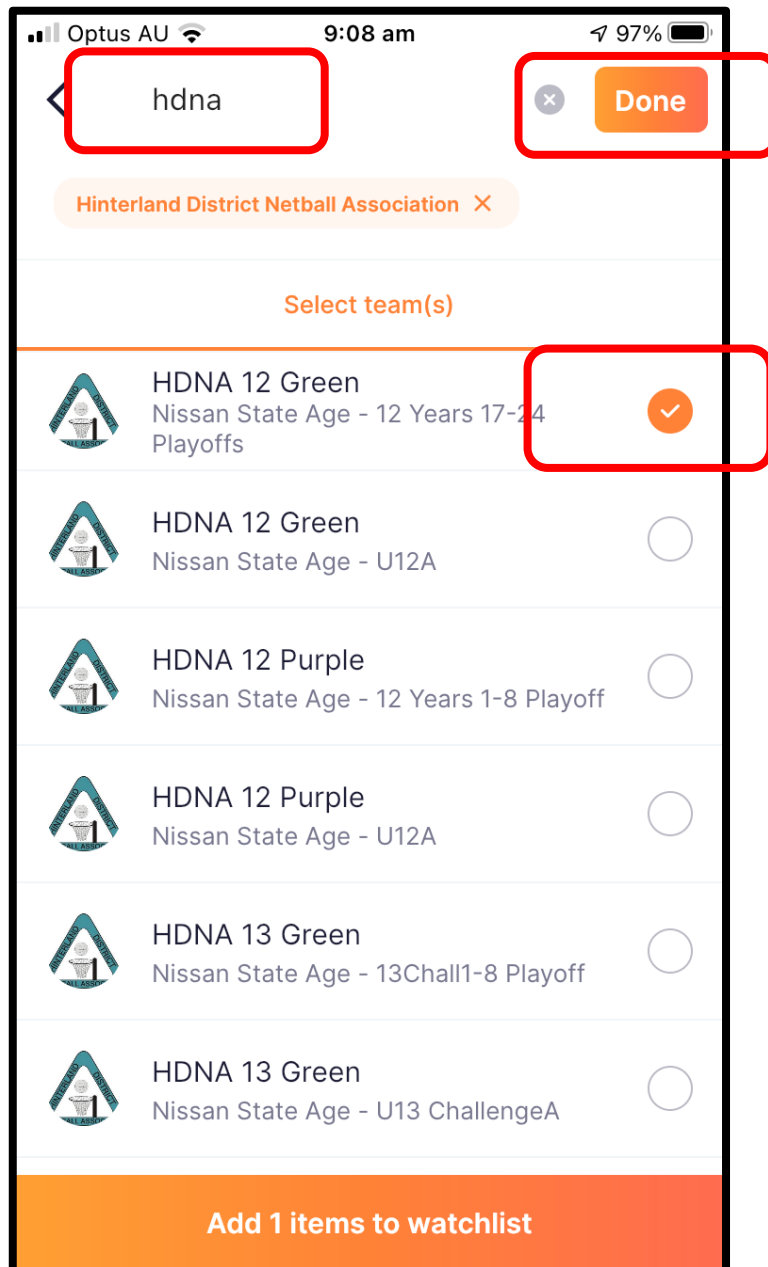 Optus AU 9:08 am 97%
hdna Done
Hinterland District Netball Association ×
Select team(s)
HDNA 12 Green
Nissan State Age - 12 Years 17-24
Playoffs
HDNA 12 Green
Nissan State Age - U12A
HDNA 12 Purple
Nissan State Age - 12 Years 1-8 Playoff
HDNA 12 Purple
Nissan State Age - U12A
HDNA 13 Green
Nissan State Age - 13Chall1-8 Playoff
HDNA 13 Green
Nissan State Age - U13 ChallengeA
Add 1 items to watchlist